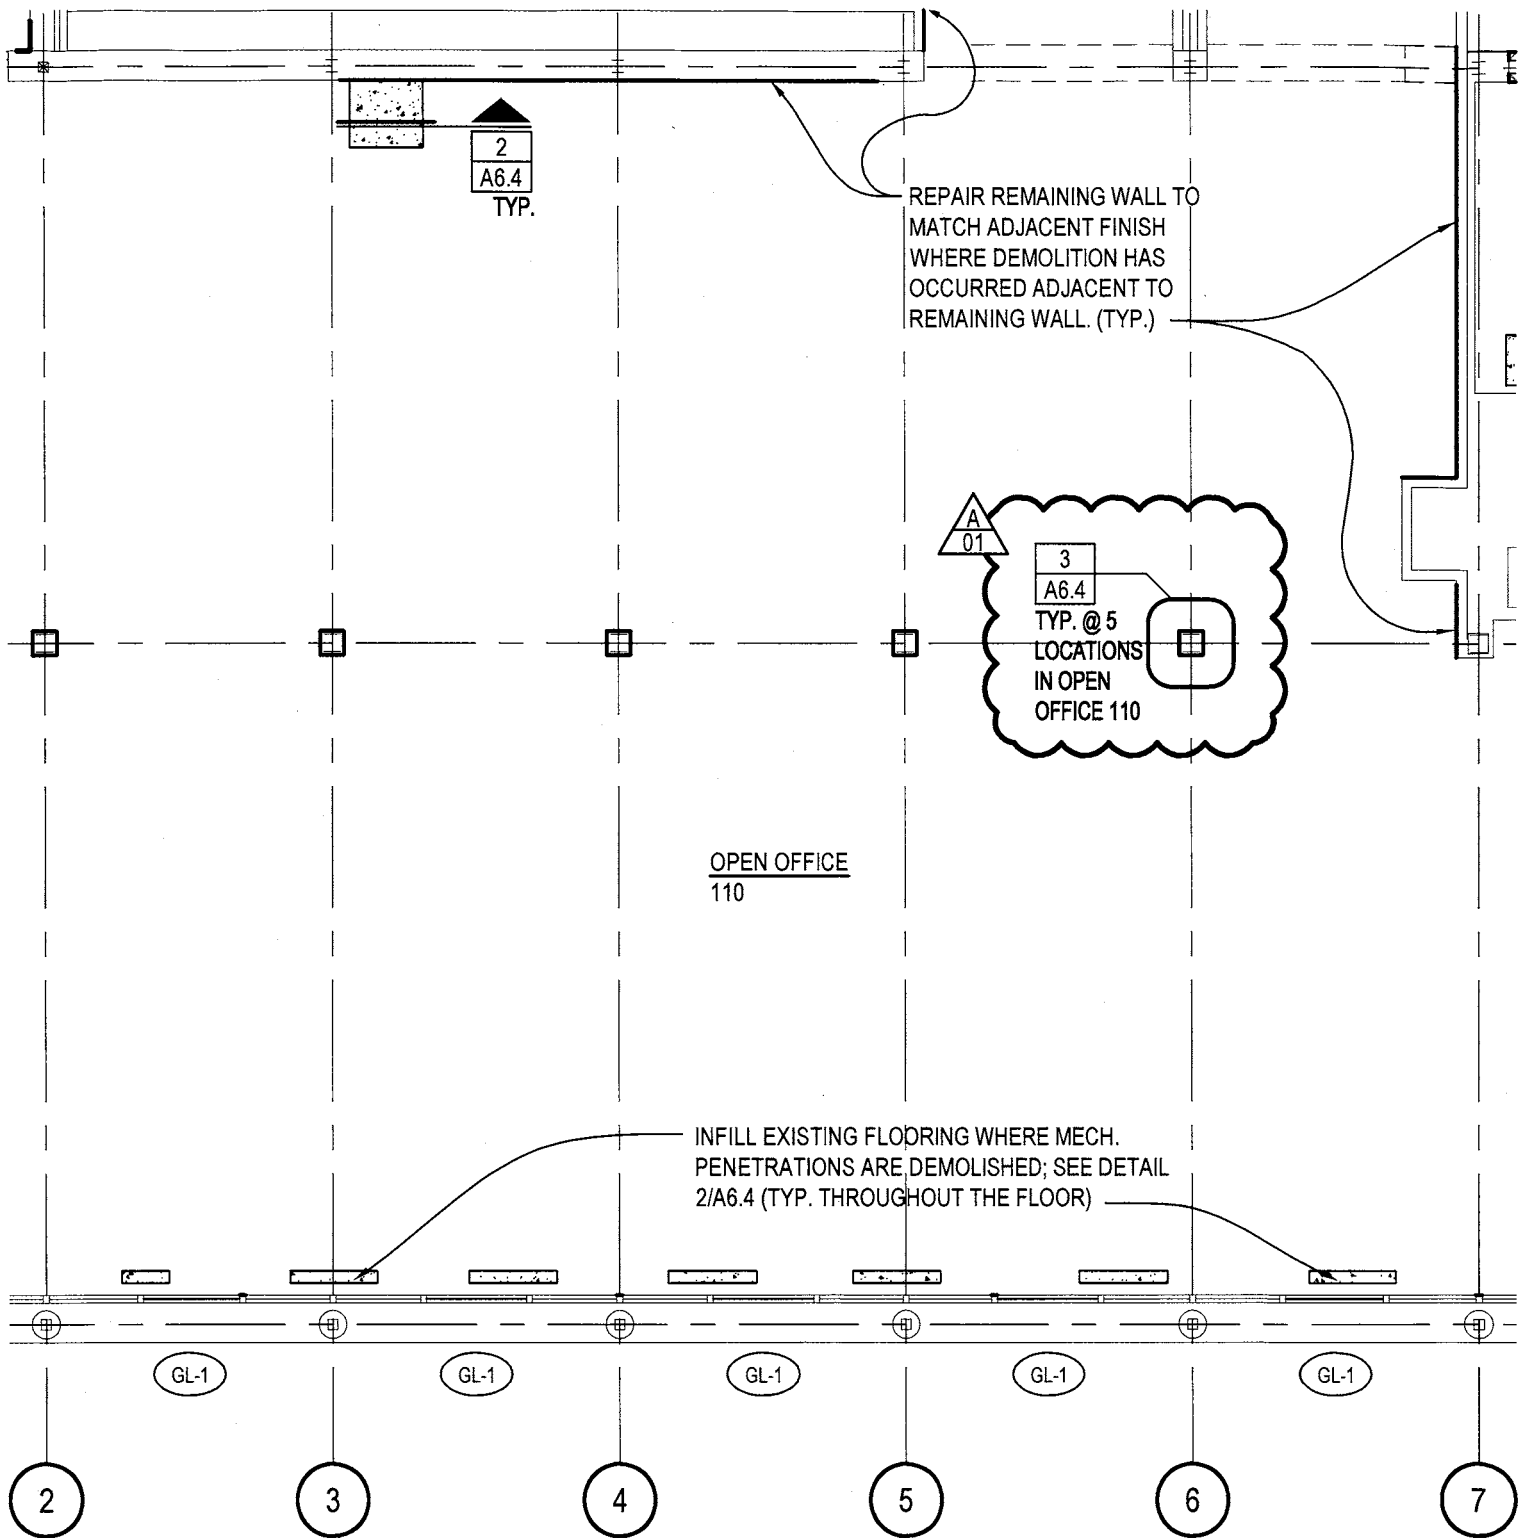 2
A6.4
TYP.
REPAIR REMAINING WALL TO
MATCH ADJACENT FINISH
WHERE DEMOLITION HAS
OCCURRED ADJACENT TO
REMAINING WALL. (TYP.)
A
01
3
A6.4
TYP. @ 5
LOCATIONS
IN OPEN
OFFICE 110
OPEN OFFICE
110
INFILL EXISTING FLOORING WHERE MECH.
PENETRATIONS ARE DEMOLISHED; SEE DETAIL
2/A6.4 (TYP. THROUGHOUT THE FLOOR)
GL-1
GL-1
GL-1
GL-1
GL-1
2
3
4
5
6
7